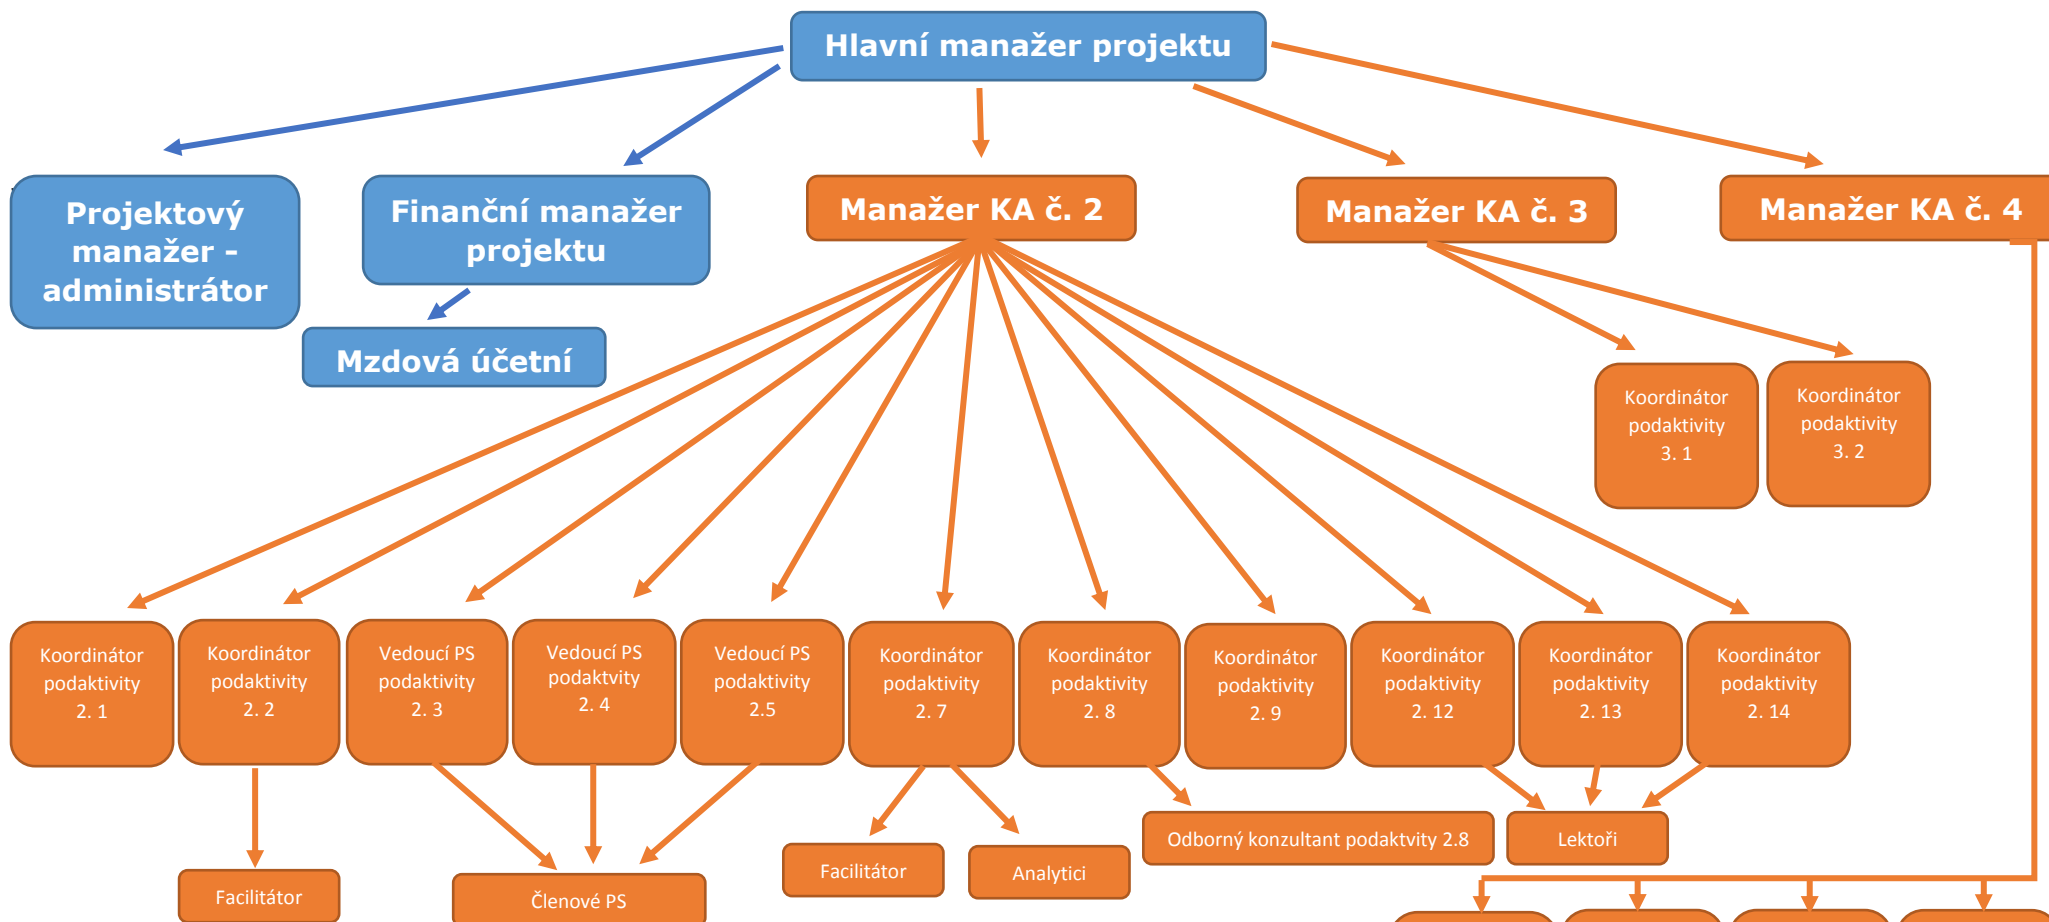 Hlavní manažer projektu
Projektový
manažer –
administrátor
Finanční manažer
projektu
Manažer KA č. 2
Manažer KA č. 3
Manažer KA č. 4
Mzdová účetní
Koordinátor
podaktivity
3. 1
Koordinátor
podaktivity
3. 2
Koordinátor
podaktivity
2. 1
Koordinátor
podaktivity
2. 2
Vedoucí PS
podaktivity
2. 3
Vedoucí PS
podaktvity
2. 4
Vedoucí PS
podaktivity
2.5
Koordinátor
podaktivity
2. 7
Koordinátor
podaktivity
2. 8
Koordinátor
podaktivity
2. 9
Koordinátor
podaktivity
2. 12
Koordinátor
podaktivity
2. 13
Koordinátor
podaktivity
2. 14
Facilitátor
Členové PS
Facilitátor
Analytici
Odborný konzultant podaktvity 2.8
Lektoři